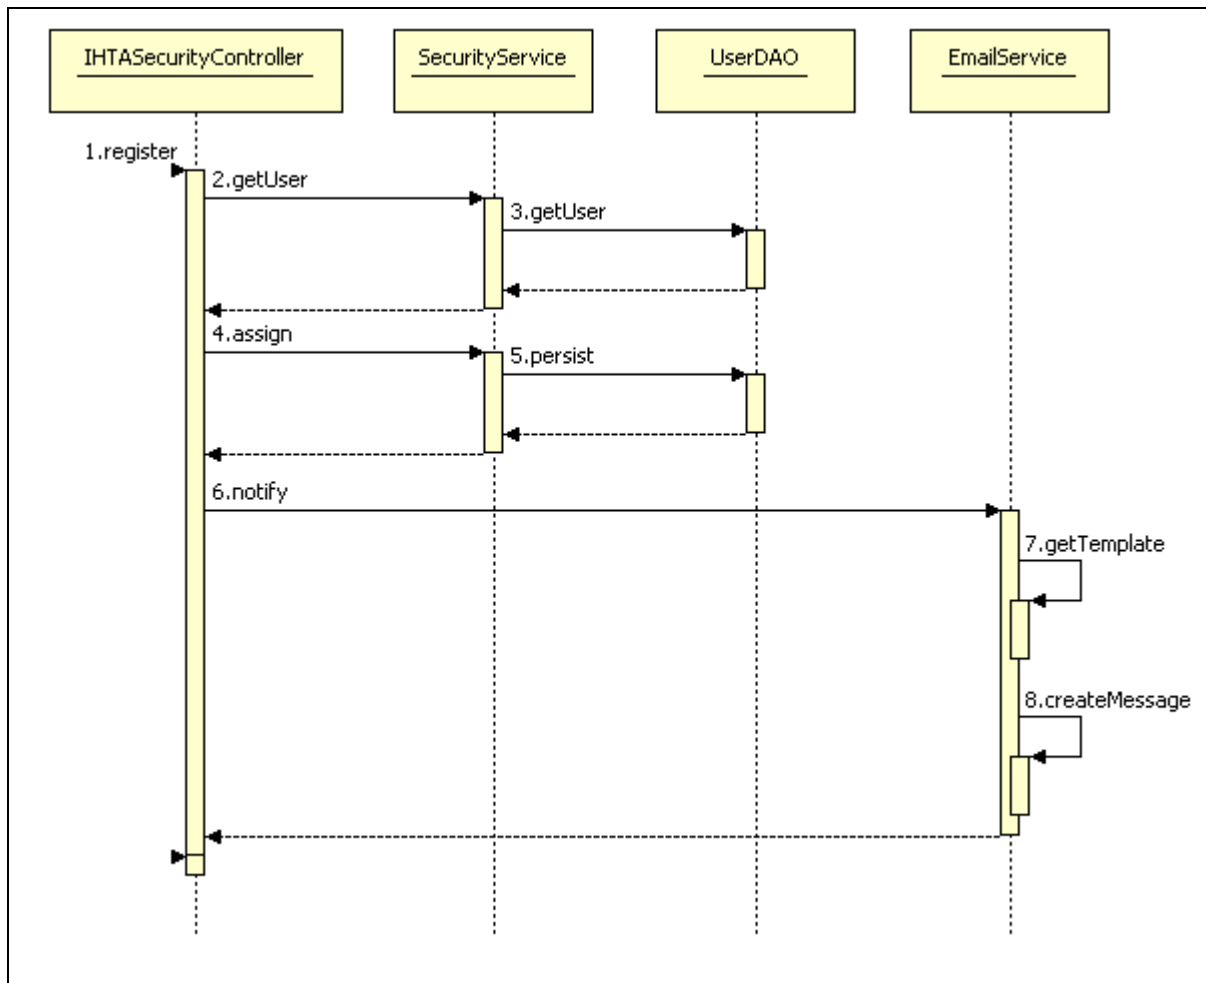 IHTASecurityController
SecurityService
UserDAO
EmailService
1.register
2.getUser
3.getUser
4.assign
5.persist
6.notify
7.getTemplate
8.createMessage